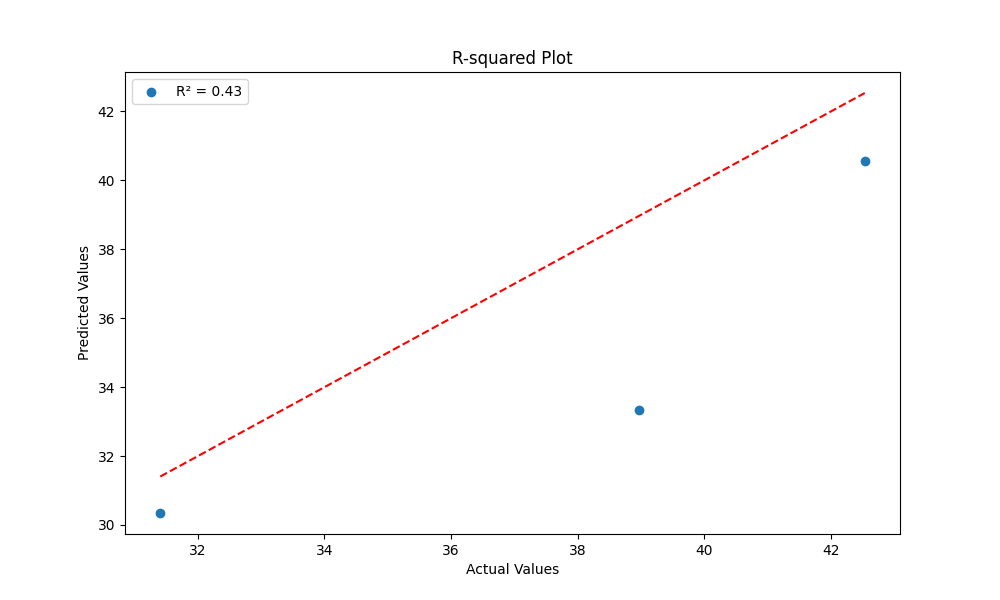 R-squared Plot
R² = 0.43
Predicted Values
42
40
38
36
34
32
30
32 34 36 38 40 42
Actual Values